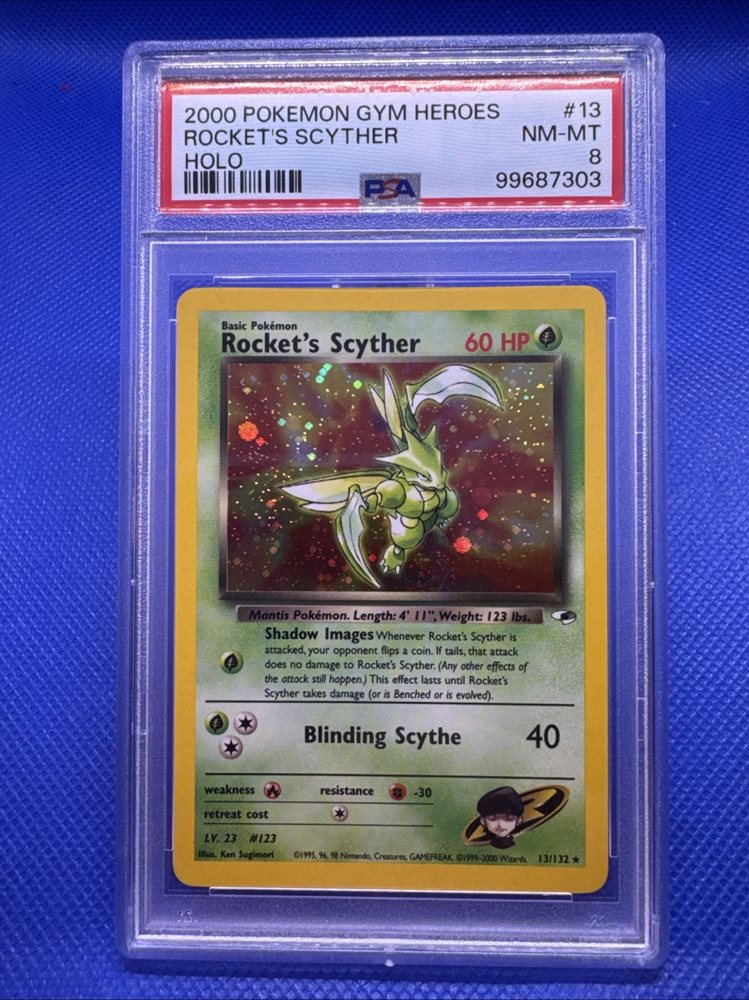 2000 POKEMON GYM HEROES #13
ROCKET'S SCYTHER NM-MT
HOLO 8
PSA 99687303
Basic Pokémon
Rocket's Scyther 60 HP
Mantis Pokémon. Length: 4' 11", Weight: 123 lbs.
Shadow Images Whenever Rocket's Scyther is
attacked, your opponent flips a coin. If tails, that attack
does no damage to Rocket's Scyther. (Any other effects of
the attack still happen.) This effect lasts until Rocket's
Scyther takes damage (or is Benched or is evolved).
Blinding Scythe 40
weakness resistance -30
retreat cost
LV. 23 #123
Illus. Ken Sugimori ©1995, 96, 98 Nintendo, Creatures, GAMEFREAK. ©1999-2000 Wizards. 13/132 ★